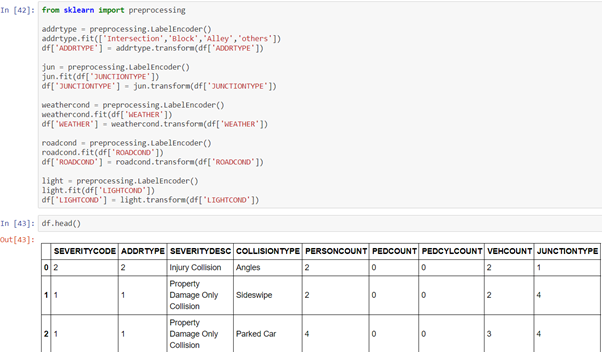 In [42]: from sklearn import preprocessing
addrtype = preprocessing.LabelEncoder()
addrtype.fit(['Intersection','Block','Alley','others'])
df['ADDRTYPE'] = addrtype.transform(df['ADDRTYPE'])
jun = preprocessing.LabelEncoder()
jun.fit(df['JUNCTIONTYPE'])
df['JUNCTIONTYPE'] = jun.transform(df['JUNCTIONTYPE'])
weathercond = preprocessing.LabelEncoder()
weathercond.fit(df['WEATHER'])
df['WEATHER'] = weathercond.transform(df['WEATHER'])
roadcond = preprocessing.LabelEncoder()
roadcond.fit(df['ROADCOND'])
df['ROADCOND'] = roadcond.transform(df['ROADCOND'])
light = preprocessing.LabelEncoder()
light.fit(df['LIGHTCOND'])
df['LIGHTCOND'] = light.transform(df['LIGHTCOND'])
In [43]: df.head()
Out[43]:
SEVERITYCODE ADDRTYPE SEVERITYDESC COLLISIONTYPE PERSONCOUNT PEDCOUNT PEDCYLCOUNT VEHCOUNT JUNCTIONTYPE
0 2 2 Injury Collision Angles 2 0 0 2 1
Property
1 1 1 Damage Only Sideswipe 2 0 0 2 4
Collision
Property
2 1 1 Damage Only Parked Car 4 0 0 3 4
Collision